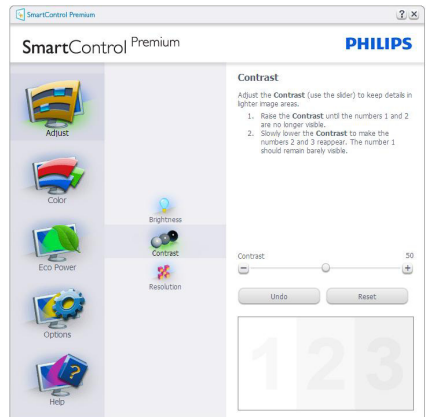 SmartControl Premium
? ×
SmartControl Premium
PHILIPS
Adjust
Color
Eco Power
Options
Help
Brightness
Contrast
Resolution
Contrast
Adjust the Contrast (use the slider) to keep details in
lighter image areas.
1. Raise the Contrast until the numbers 1 and 2
are no longer visible.
2. Slowly lower the Contrast to make the
numbers 2 and 3 reappear. The number 1
should remain barely visible.
Contrast 50
Undo Reset
1 2 3